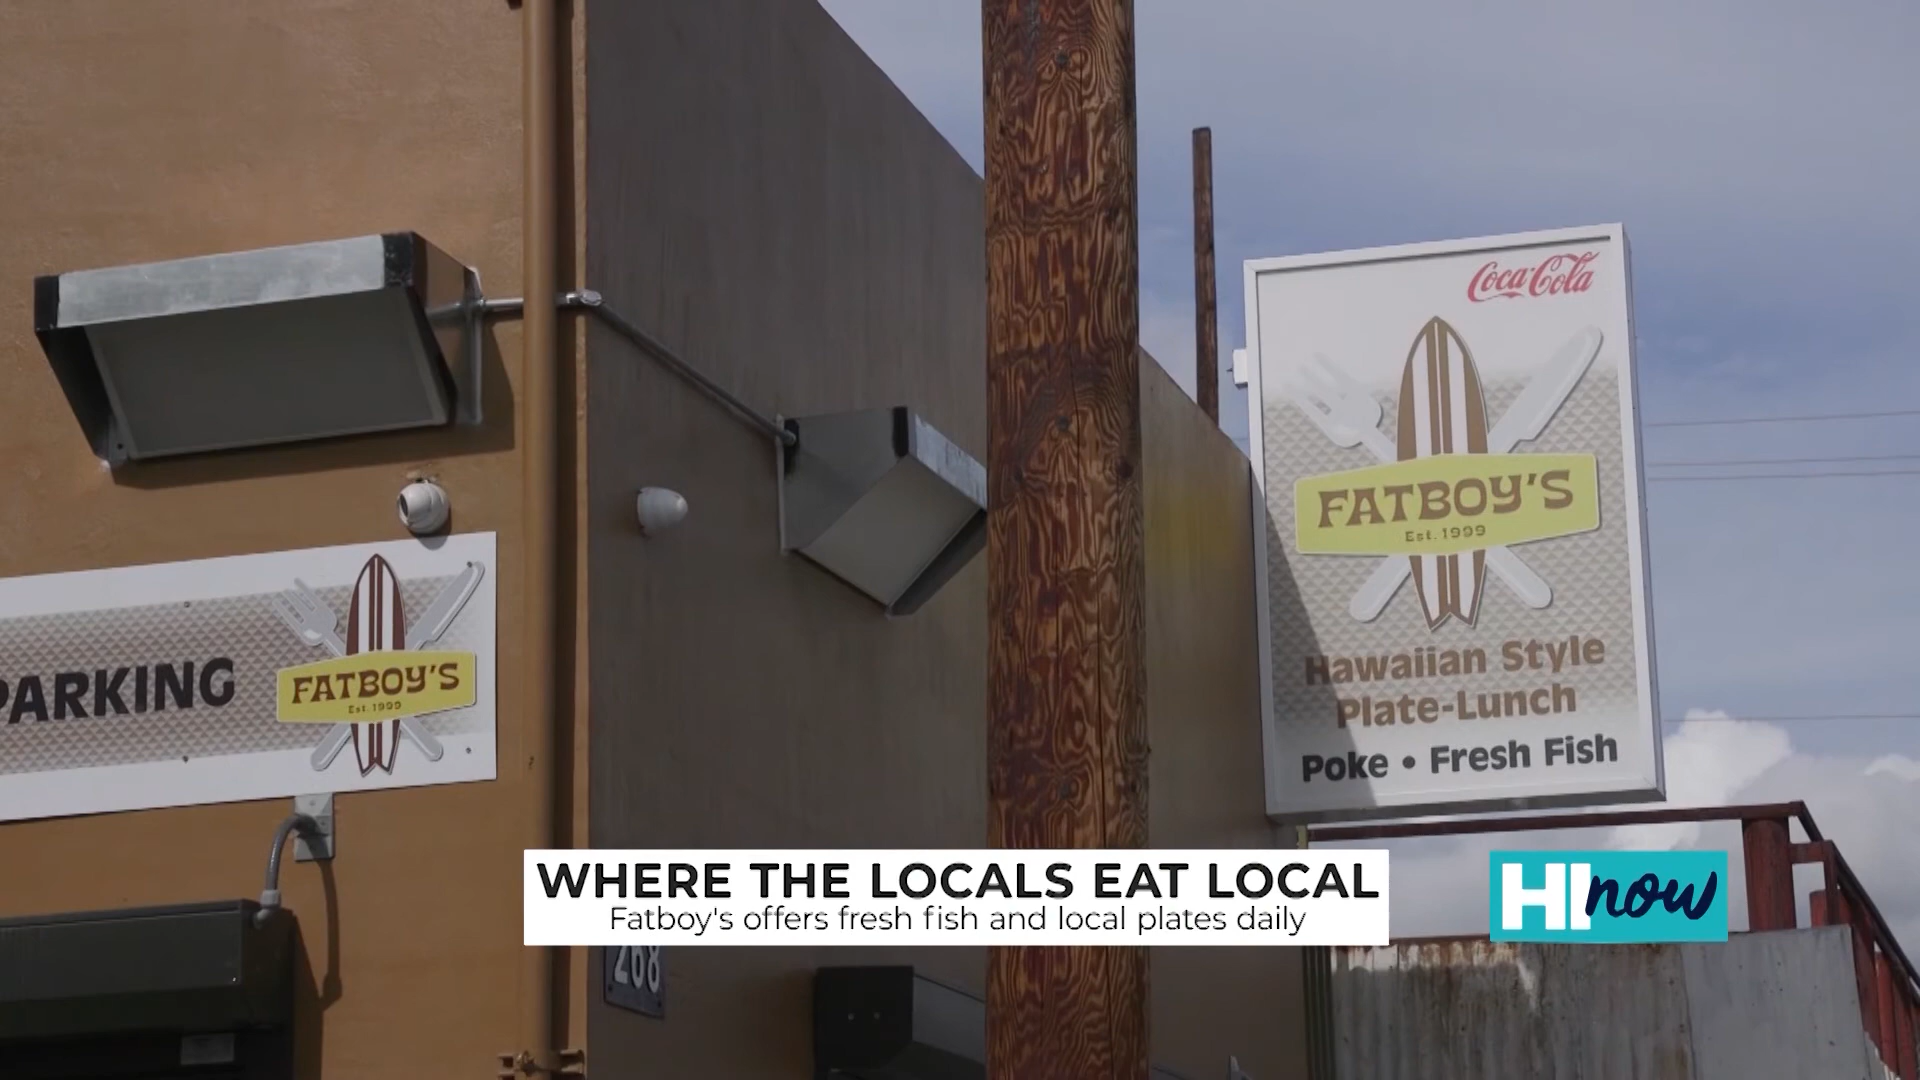 Coca-Cola
FATBOY'S
Est. 1999
Hawaiian Style
Plate-Lunch
Poke • Fresh Fish
PARKING
FATBOY'S
Est. 1999
WHERE THE LOCALS EAT LOCAL
Fatboy's offers fresh fish and local plates daily
HI now
268